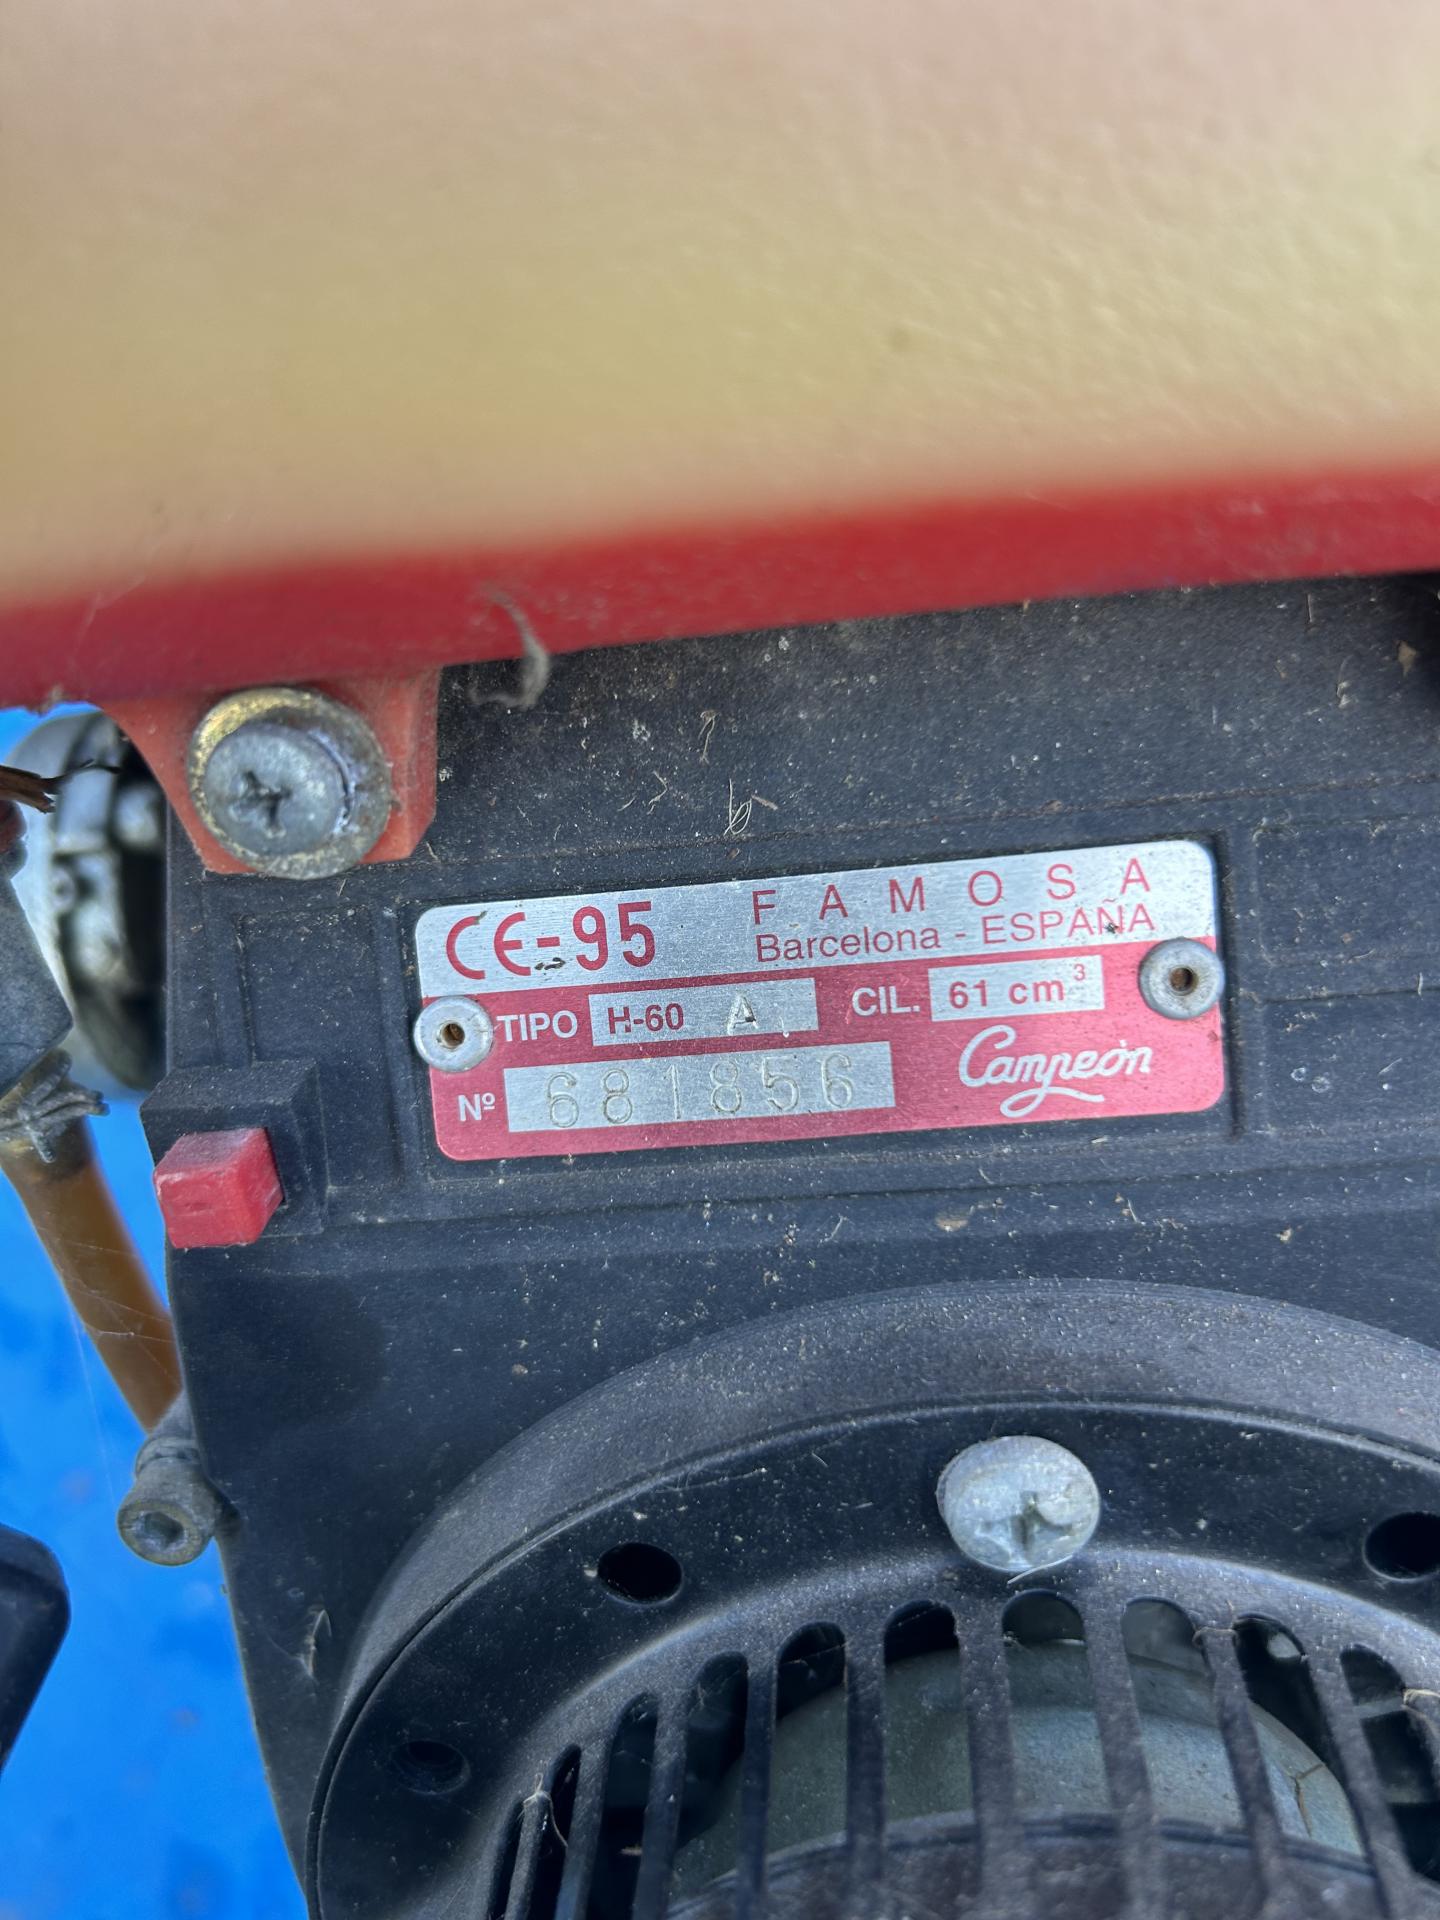 CE-95
FAMOSA
Barcelona - ESPAÑA
TIPO H-60 A CIL. 61 cm³
Nº 681856
Campeón